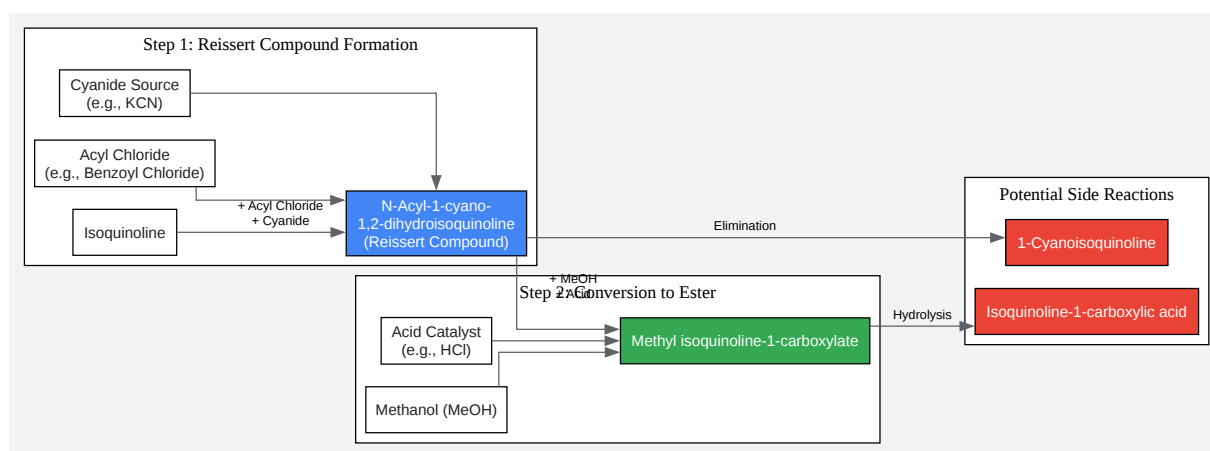 Step 1: Reissert Compound Formation
Cyanide Source
(e.g., KCN)
Acyl Chloride
(e.g., Benzoyl Chloride)
+ Acyl Chloride
+ Cyanide
Isoquinoline
N-Acyl-1-cyano-
1,2-dihydroisoquinoline
(Reissert Compound)
Elimination
Potential Side Reactions
1-Cyanoisoquinoline
Isoquinoline-1-carboxylic acid
Hydrolysis
+ MeOH
+ Acid
Step 2: Conversion to Ester
Acid Catalyst
(e.g., HCl)
Methyl isoquinoline-1-carboxylate
Methanol (MeOH)